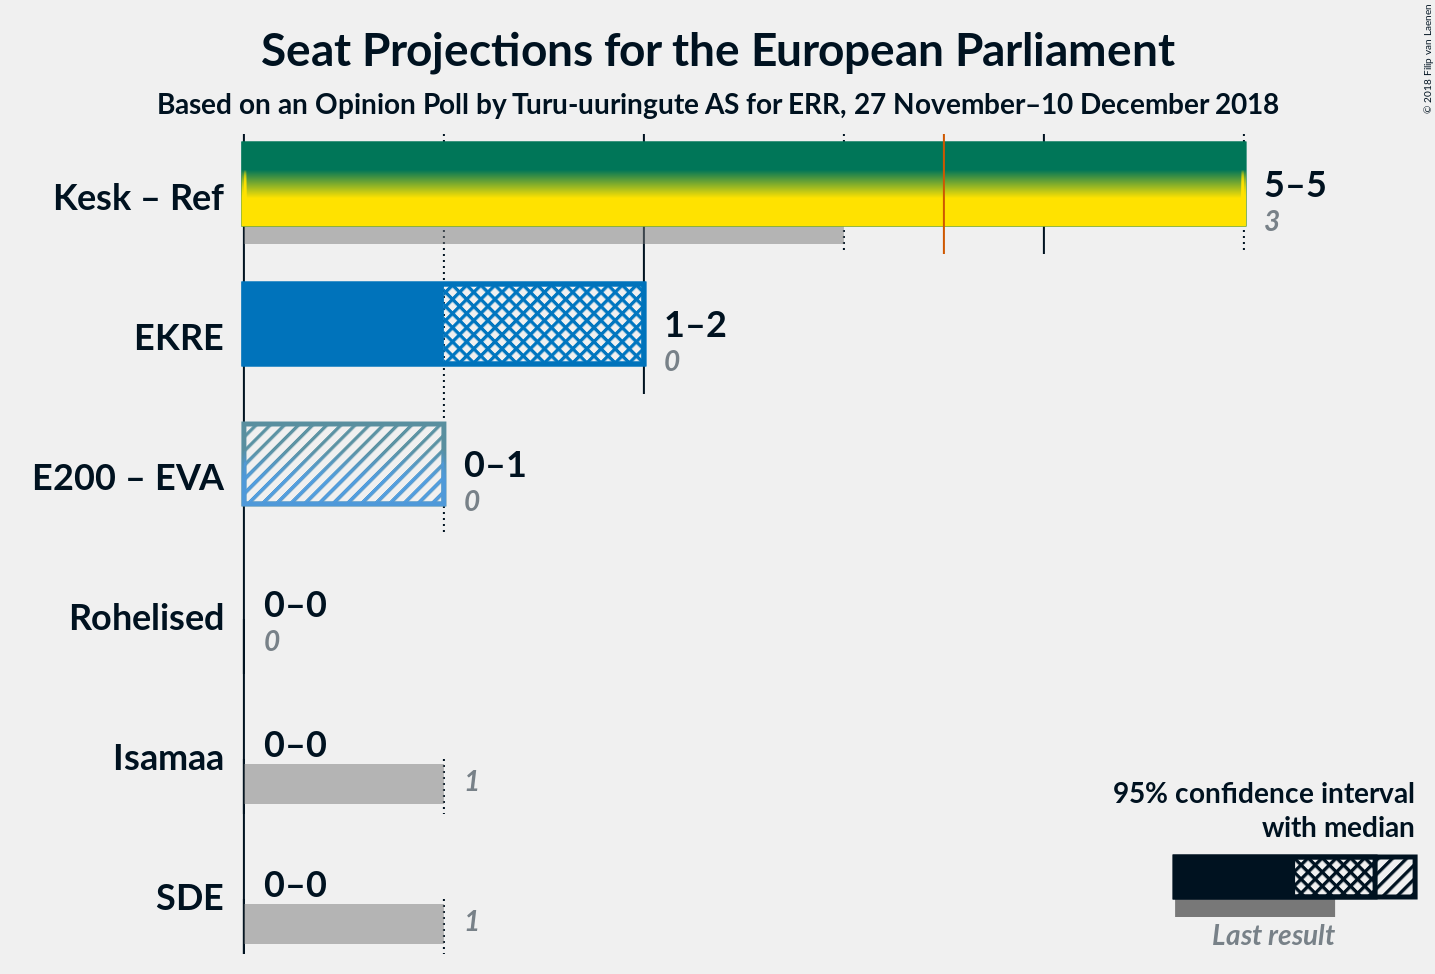 Seat Projections for the European Parliament
Based on an Opinion Poll by Turu-uuringute AS for ERR, 27 November–10 December 2018
© 2018 Filip van Laenen
Kesk – Ref
5–5
3
EKRE
1–2
0
E200 – EVA
0–1
0
Rohelised
0–0
0
Isamaa
0–0
1
SDE
0–0
1
95% confidence interval
with median
Last result